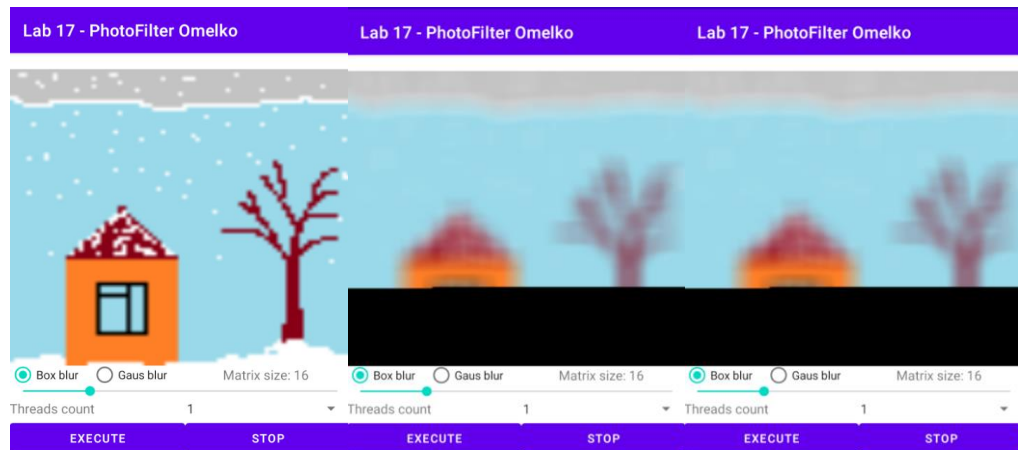 Lab 17 - PhotoFilter Omelko
Box blur Gaus blur Matrix size: 16
Threads count 1
EXECUTE STOP
Lab 17 - PhotoFilter Omelko
Box blur Gaus blur Matrix size: 16
Threads count 1
EXECUTE STOP
Lab 17 - PhotoFilter Omelko
Box blur Gaus blur Matrix size: 16
Threads count 1
EXECUTE STOP